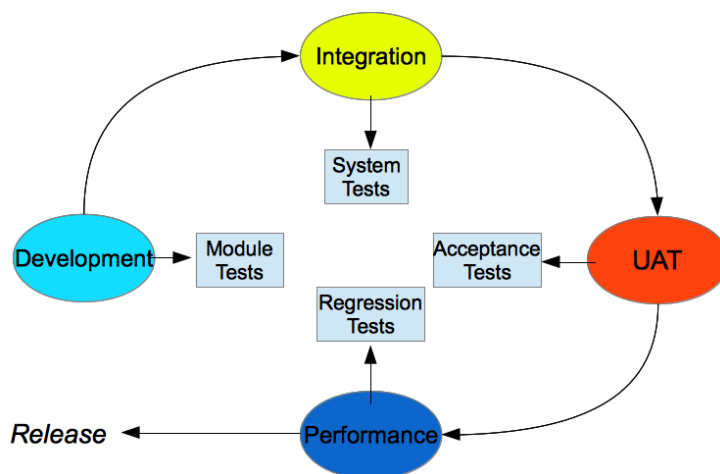 Integration
System
Tests
Development
Module
Tests
Acceptance
Tests
UAT
Regression
Tests
Release
Performance